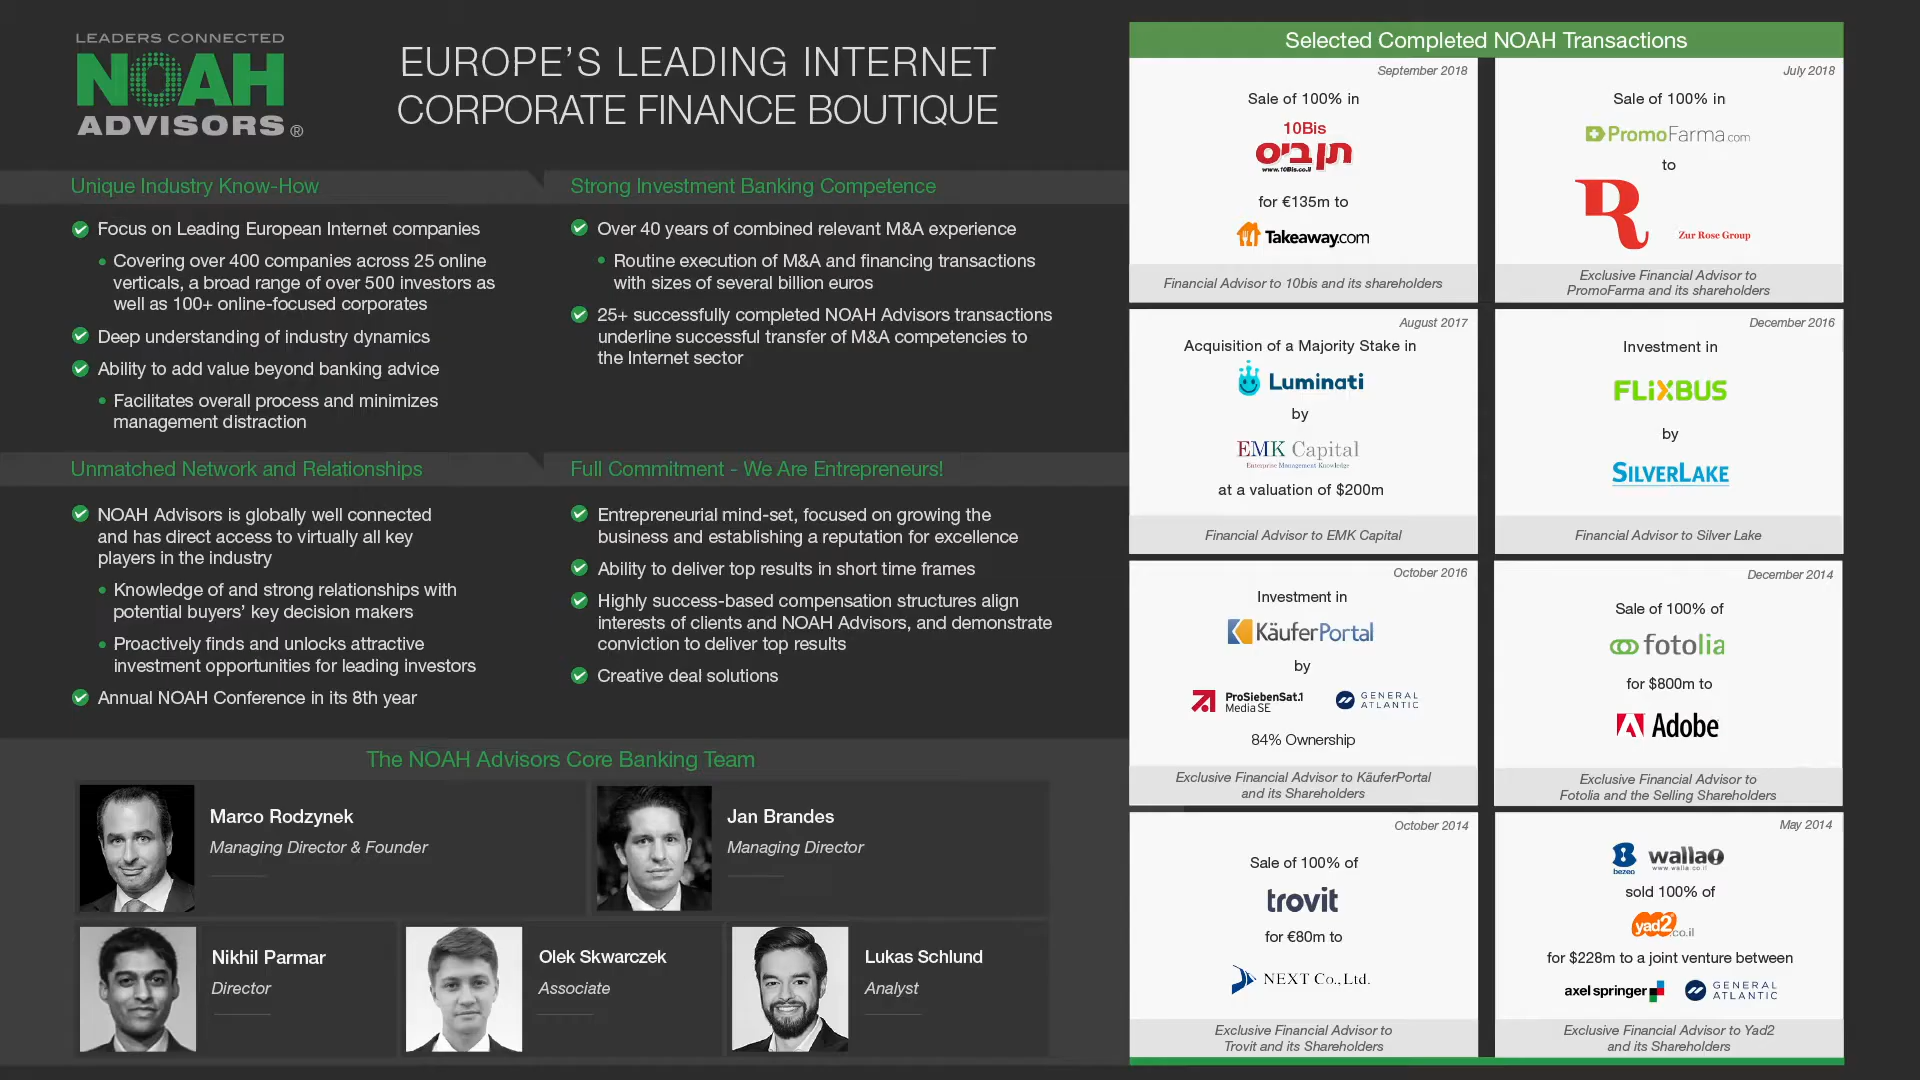 LEADERS CONNECTED
NOAH
ADVISORS®
EUROPE'S LEADING INTERNET
CORPORATE FINANCE BOUTIQUE
Unique Industry Know-How
Focus on Leading European Internet companies
Covering over 400 companies across 25 online
verticals, a broad range of over 500 investors as
well as 100+ online-focused corporates
Deep understanding of industry dynamics
Ability to add value beyond banking advice
Facilitates overall process and minimizes
management distraction
Strong Investment Banking Competence
Over 40 years of combined relevant M&A experience
Routine execution of M&A and financing transactions
with sizes of several billion euros
25+ successfully completed NOAH Advisors transactions
underline successful transfer of M&A competencies to
the Internet sector
Unmatched Network and Relationships
NOAH Advisors is globally well connected
and has direct access to virtually all key
players in the industry
Knowledge of and strong relationships with
potential buyers' key decision makers
Proactively finds and unlocks attractive
investment opportunities for leading investors
Annual NOAH Conference in its 8th year
Full Commitment - We Are Entrepreneurs!
Entrepreneurial mind-set, focused on growing the
business and establishing a reputation for excellence
Ability to deliver top results in short time frames
Highly success-based compensation structures align
interests of clients and NOAH Advisors, and demonstrate
conviction to deliver top results
Creative deal solutions
The NOAH Advisors Core Banking Team
Marco Rodzynek
Managing Director & Founder
Jan Brandes
Managing Director
Nikhil Parmar
Director
Olek Skwarczek
Associate
Lukas Schlund
Analyst
Selected Completed NOAH Transactions
September 2018
Sale of 100% in
10Bis
תן ביס
www.10Bis.co.il
for €135m to
Takeaway.com
Financial Advisor to 10bis and its shareholders
July 2018
Sale of 100% in
PromoFarma.com
to
R
Zur Rose Group
Exclusive Financial Advisor to
PromoFarma and its shareholders
August 2017
Acquisition of a Majority Stake in
Luminati
by
EMK Capital
Enterprise Management Knowledge
at a valuation of $200m
Financial Advisor to EMK Capital
December 2016
Investment in
FLiXBUS
by
SILVERLAKE
Financial Advisor to Silver Lake
October 2016
Investment in
KäuferPortal
by
ProSiebenSat.1
Media SE
GENERAL
ATLANTIC
84% Ownership
Exclusive Financial Advisor to KäuferPortal
and its Shareholders
December 2014
Sale of 100% of
fotolia
for $800m to
Adobe
Exclusive Financial Advisor to
Fotolia and the Selling Shareholders
October 2014
Sale of 100% of
trovit
for €80m to
NEXT Co., Ltd.
Exclusive Financial Advisor to
Trovit and its Shareholders
May 2014
bezeq
walla!
www.walla.co.il
sold 100% of
yad2.co.il
for $228m to a joint venture between
axel springer
GENERAL
ATLANTIC
Exclusive Financial Advisor to Yad2
and its Shareholders